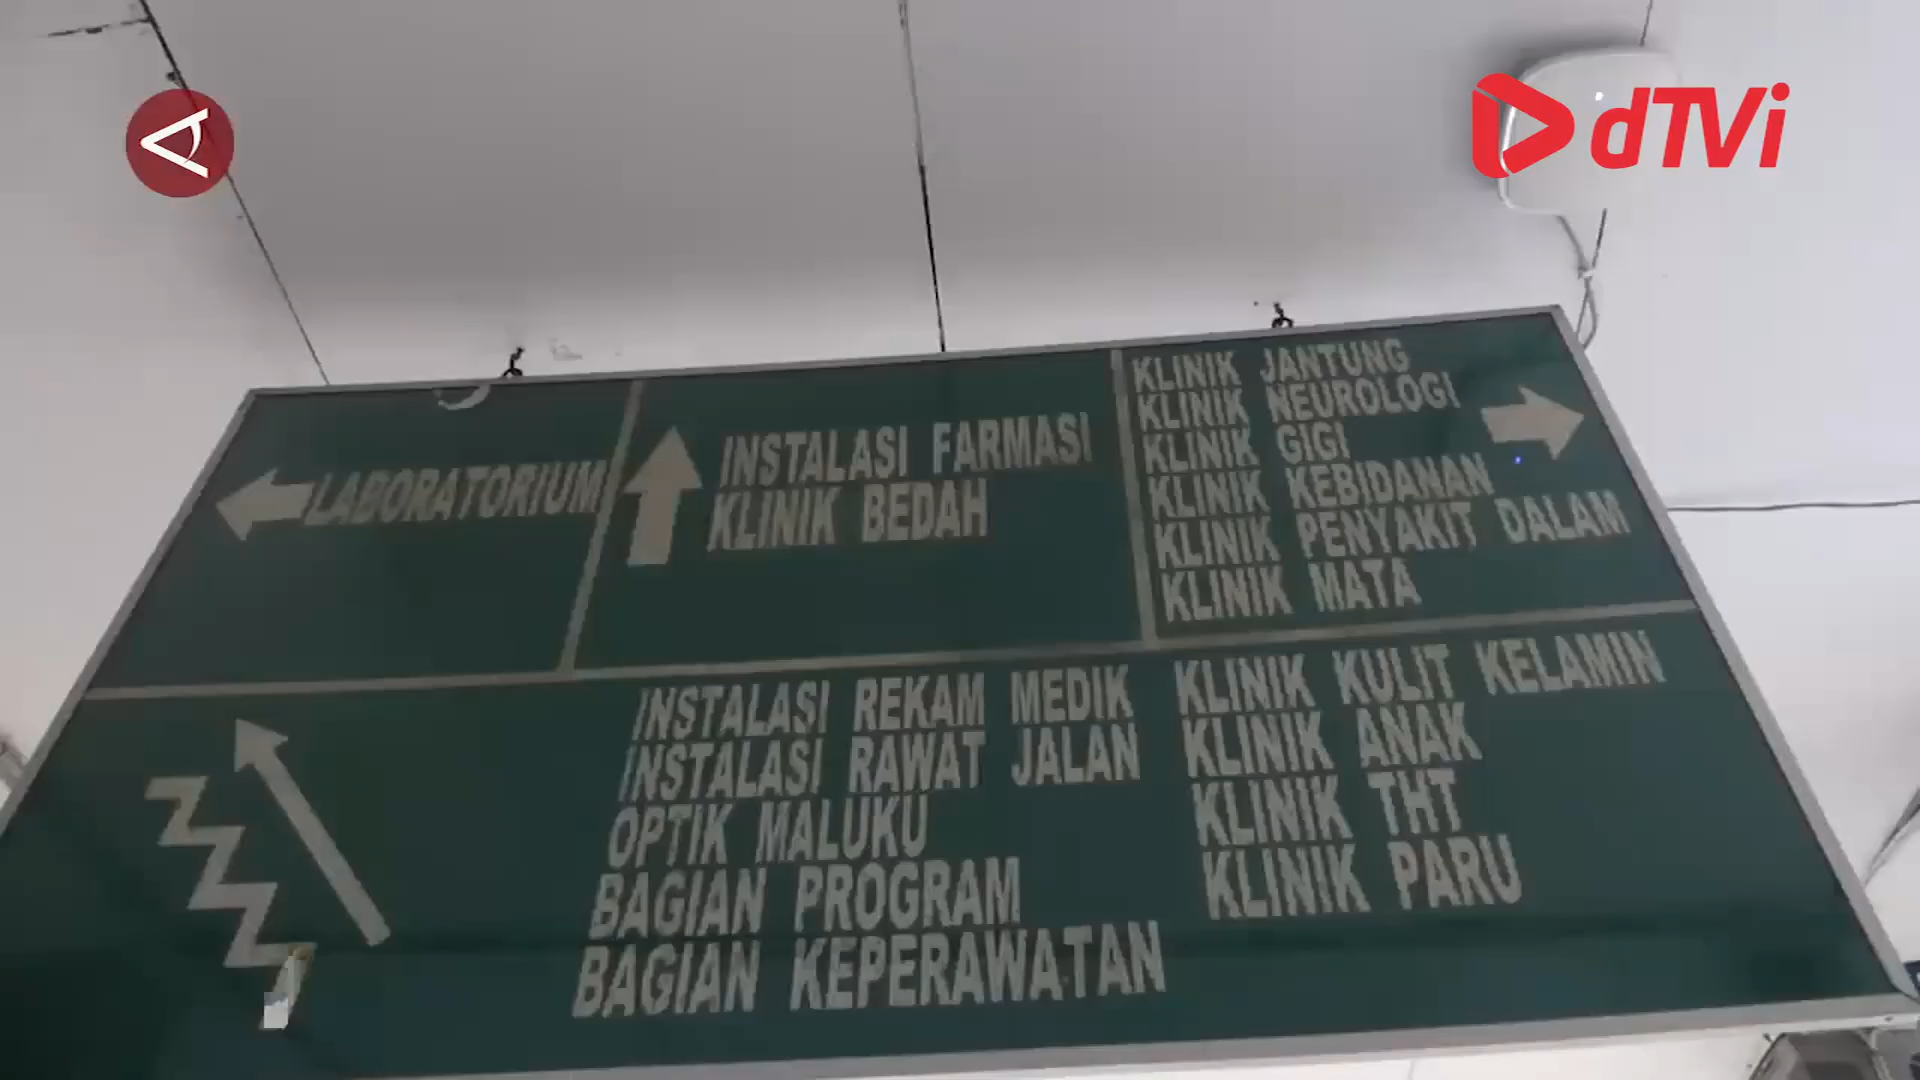 dTVi
LABORATORIUM
INSTALASI FARMASI
KLINIK BEDAH
KLINIK JANTUNG
KLINIK NEUROLOGI
KLINIK GIGI
KLINIK KEBIDANAN
KLINIK PENYAKIT DALAM
KLINIK MATA
INSTALASI REKAM MEDIK
INSTALASI RAWAT JALAN
OPTIK MALUKU
BAGIAN PROGRAM
BAGIAN KEPERAWATAN
KLINIK KULIT KELAMIN
KLINIK ANAK
KLINIK THT
KLINIK PARU